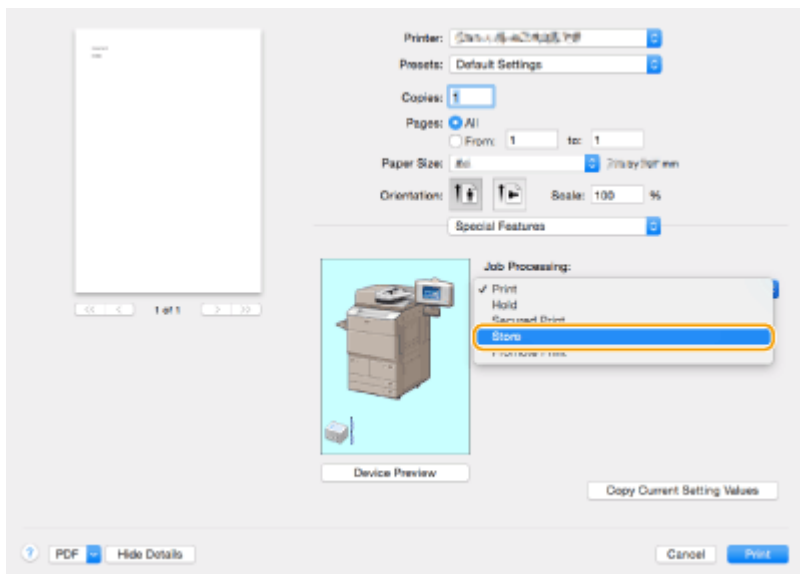 Printer:
Presets: Default Settings
Copies: 1
Pages: All
From: 1 to: 1
Paper Size:
Orientation: Scale: 100 %
Special Features
Job Processing:
✓ Print
Hold
Secured Print
Store
<< < 1 of 1 > >>
Device Preview
Copy Current Setting Values
? PDF Hide Details Cancel Print